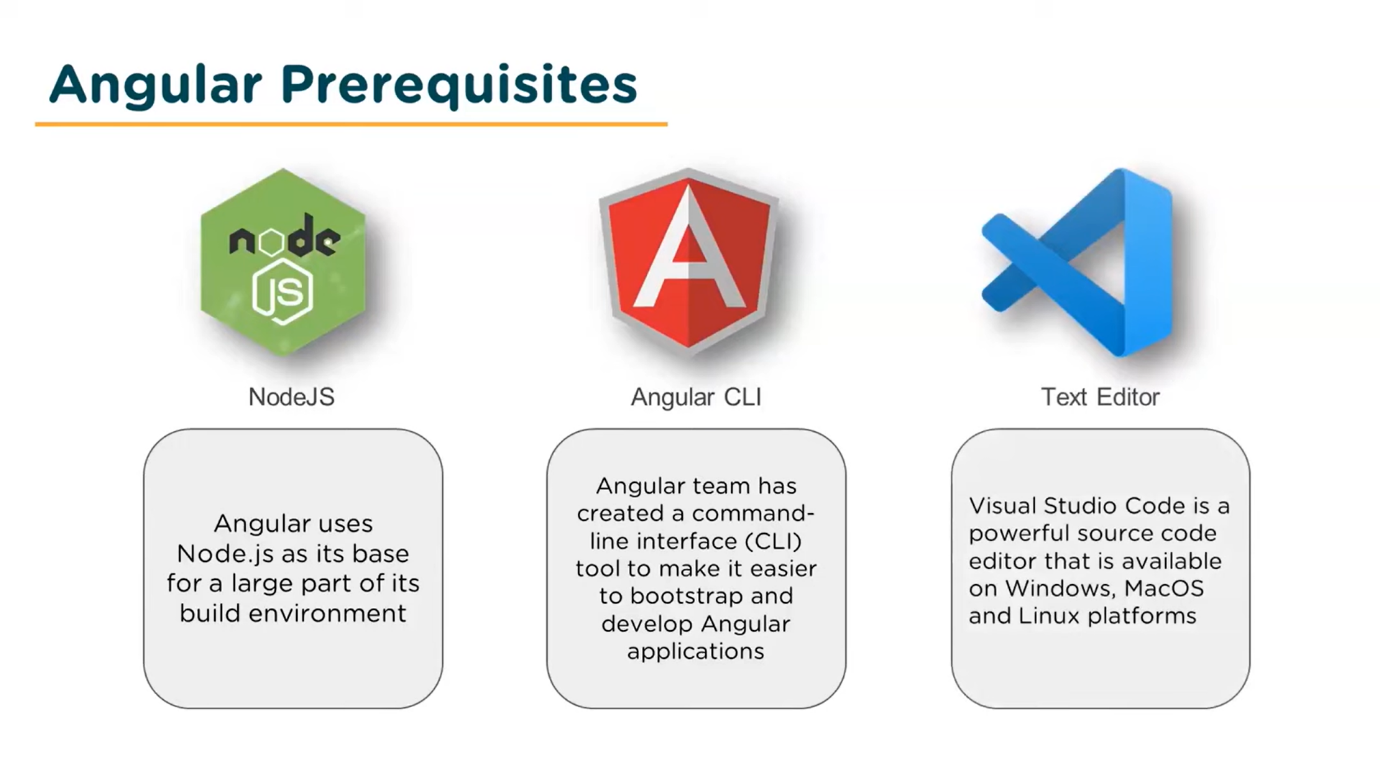 Angular Prerequisites
node
JS
A
NodeJS
Angular CLI
Text Editor
Angular uses
Node.js as its base
for a large part of its
build environment
Angular team has
created a command-
line interface (CLI)
tool to make it easier
to bootstrap and
develop Angular
applications
Visual Studio Code is a
powerful source code
editor that is available
on Windows, MacOS
and Linux platforms